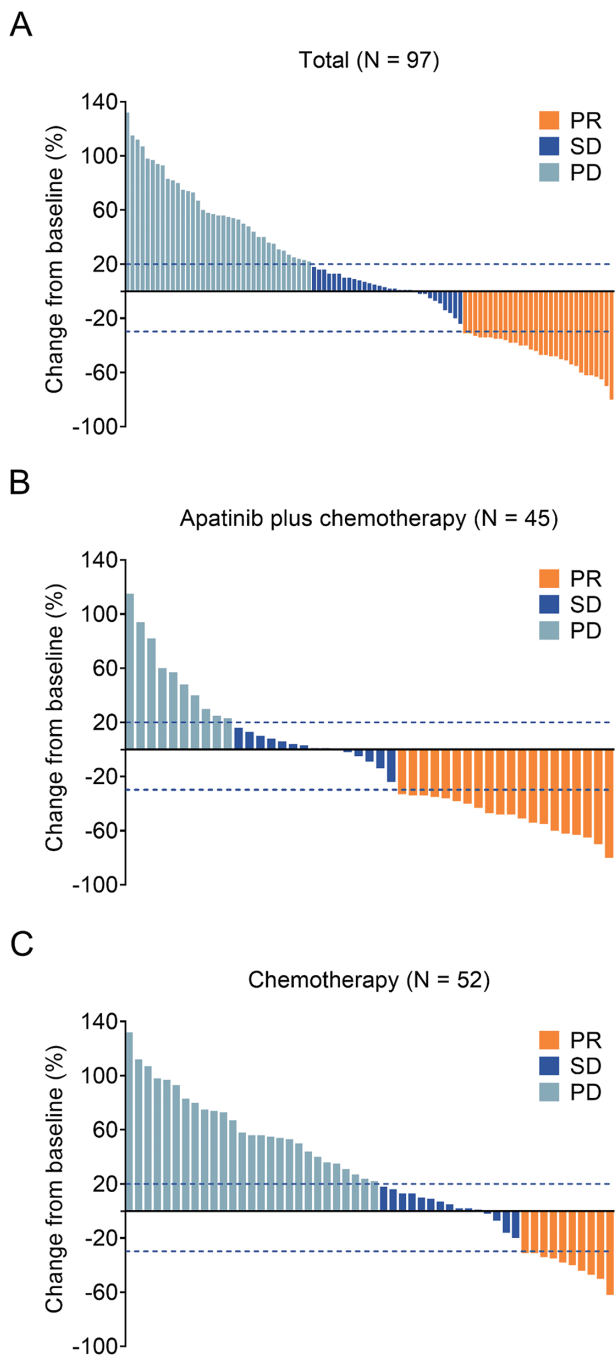 A
Total (N = 97)
Change from baseline (%)
140
100
60
20
-20
-60
-100
PR
SD
PD
B
Apatinib plus chemotherapy (N = 45)
Change from baseline (%)
140
100
60
20
-20
-60
-100
PR
SD
PD
C
Chemotherapy (N = 52)
Change from baseline (%)
140
100
60
20
-20
-60
-100
PR
SD
PD